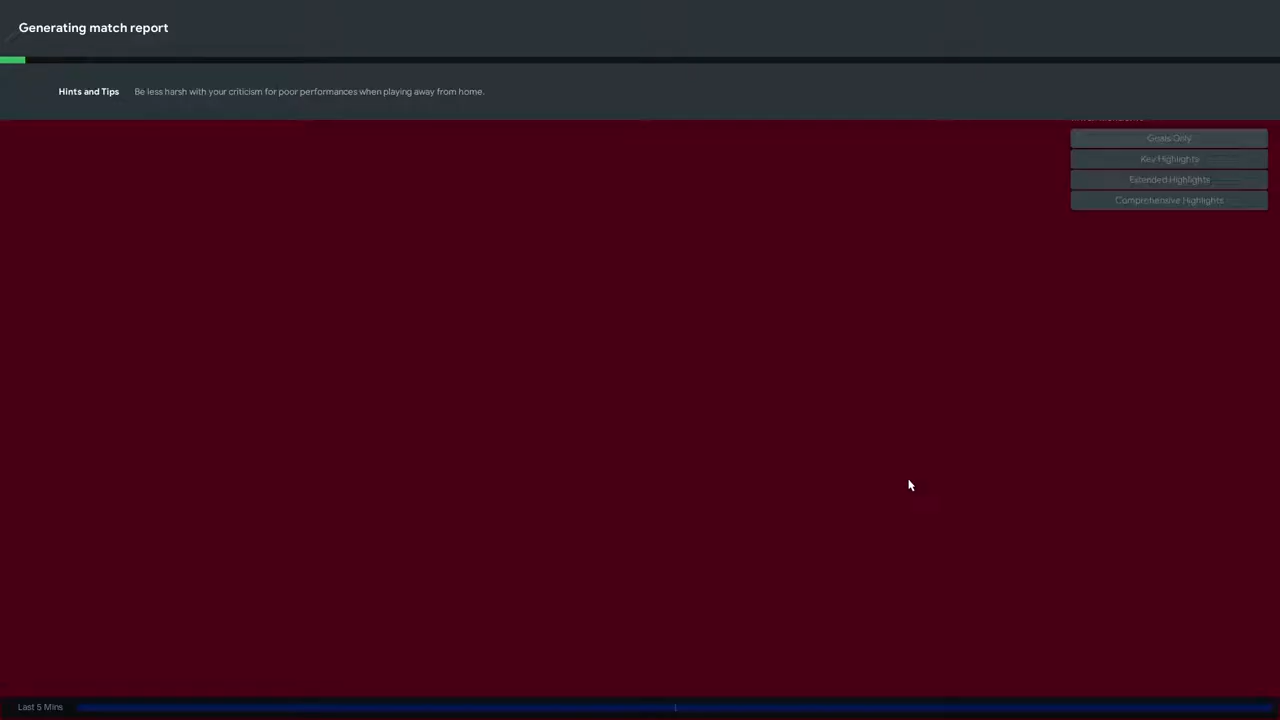 Generating match report
Hints and Tips Be less harsh with your criticism for poor performances when playing away from home.
Goals Only
Key Highlights
Extended Highlights
Comprehensive Highlights
Last 5 Mins